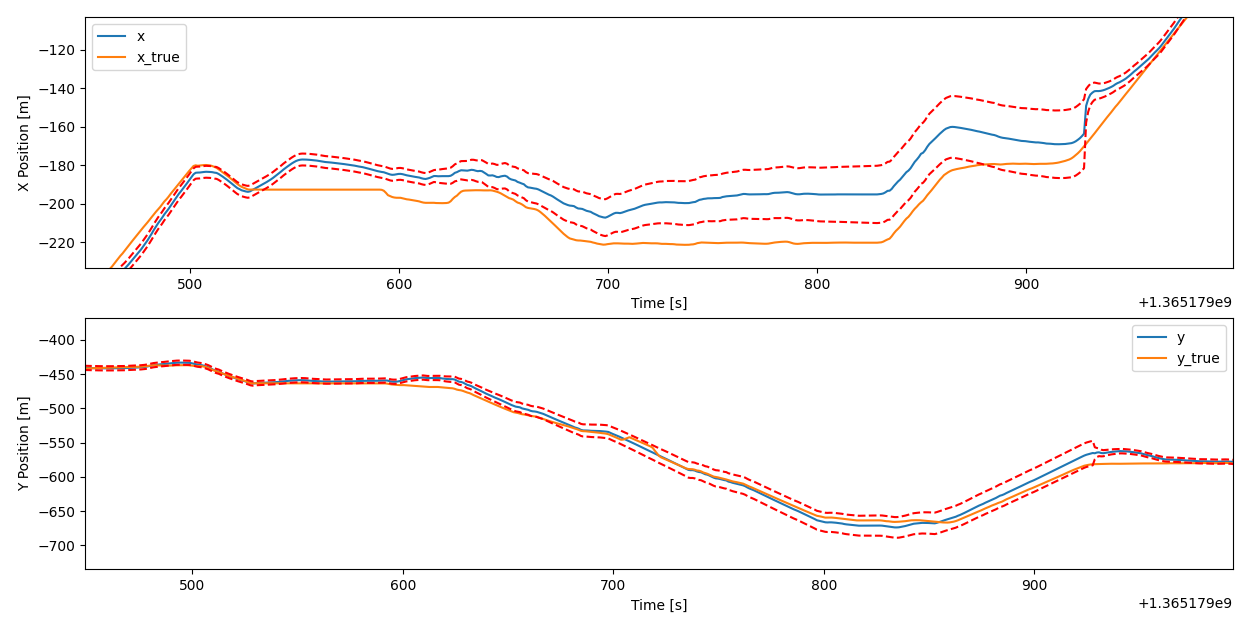 x
x_true
X Position [m]
−120
−140
−160
−180
−200
−220
500
600
700
800
900
Time [s]
+1.365179e9
y
y_true
Y Position [m]
−400
−450
−500
−550
−600
−650
−700
500
600
700
800
900
Time [s]
+1.365179e9